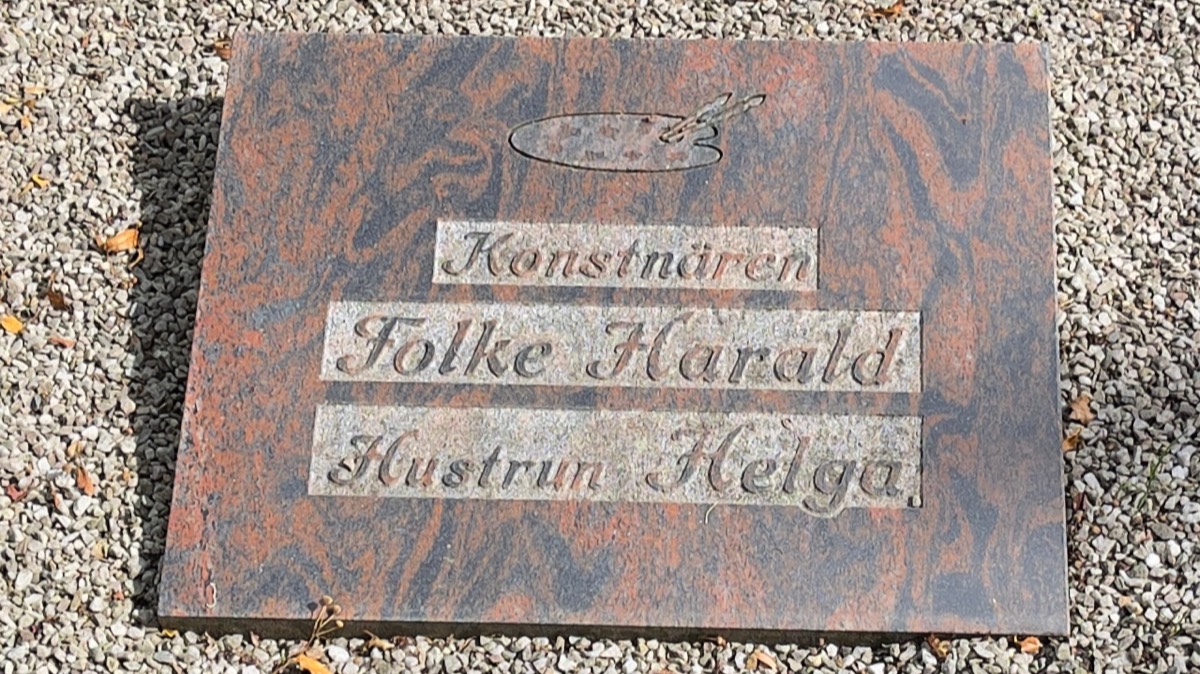 Konstnären
Folke Harald
Hustrun Helga